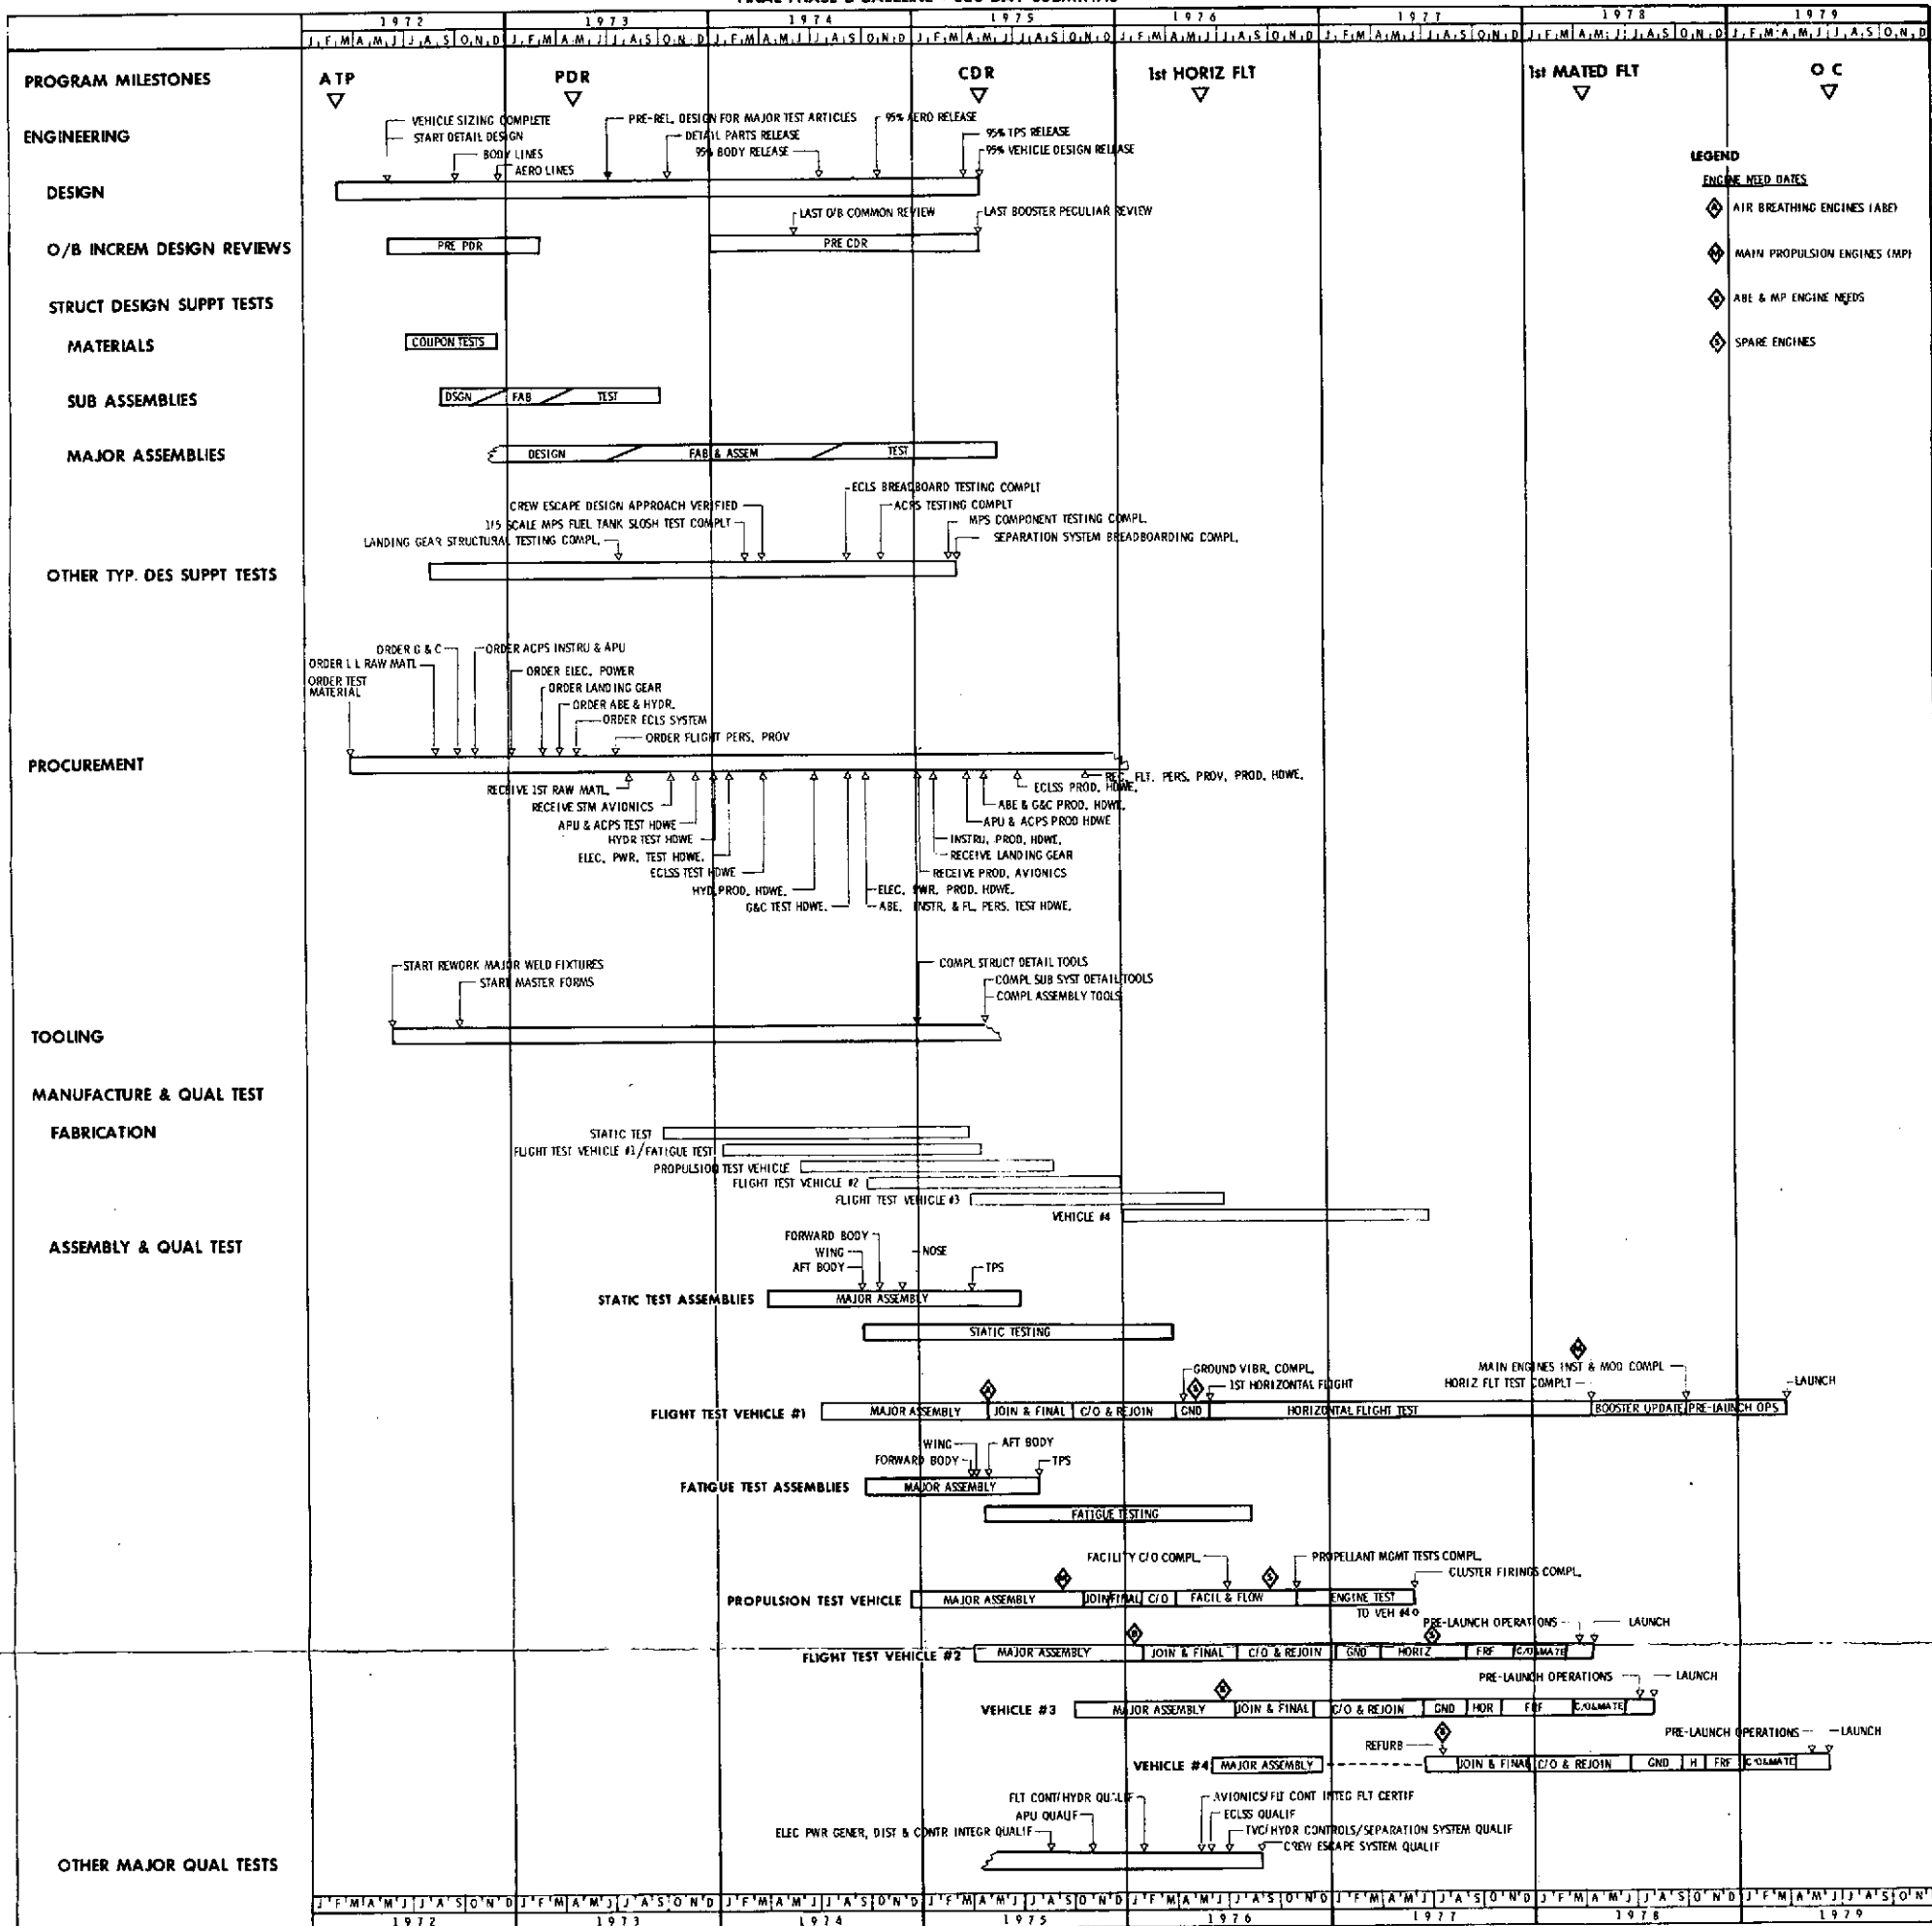 1972 1973 1974 1975 1976 1977 1978 1979
J F M A M J J A S O N D J F M A M J J A S O N D J F M A M J J A S O N D J F M A M J J A S O N D J F M A M J J A S O N D J F M A M J J A S O N D J F M A M J J A S O N D J F M A M J J A S O N D
PROGRAM MILESTONES
ATP
PDR
CDR
1st HORIZ FLT
1st MATED FLT
O C
ENGINEERING
VEHICLE SIZING COMPLETE
START DETAIL DESIGN
BODY LINES
AERO LINES
PRE-REL. DESIGN FOR MAJOR TEST ARTICLES
DETAIL PARTS RELEASE
95% BODY RELEASE
95% AERO RELEASE
95% TPS RELEASE
95% VEHICLE DESIGN RELEASE
LEGEND
ENGINE NEED DATES
A AIR BREATHING ENGINES (ABE)
M MAIN PROPULSION ENGINES (MP)
B ABE & MP ENGINE NEEDS
S SPARE ENGINES
DESIGN
LAST O/B COMMON REVIEW
LAST BOOSTER PECULIAR REVIEW
O/B INCREM DESIGN REVIEWS
PRE PDR
PRE CDR
STRUCT DESIGN SUPPT TESTS
MATERIALS
COUPON TESTS
SUB ASSEMBLIES
DSGN FAB TEST
MAJOR ASSEMBLIES
DESIGN FAB & ASSEM TEST
ECLS BREADBOARD TESTING COMPLT
CREW ESCAPE DESIGN APPROACH VERIFIED
ACPS TESTING COMPLT
1/5 SCALE MPS FUEL TANK SLOSH TEST COMPLT
MPS COMPONENT TESTING COMPL.
LANDING GEAR STRUCTURAL TESTING COMPL.
SEPARATION SYSTEM BREADBOARDING COMPL.
OTHER TYP. DES SUPPT TESTS
ORDER G & C
ORDER ACPS INSTRU & APU
ORDER L L RAW MATL
ORDER ELEC. POWER
ORDER TEST
MATERIAL
ORDER LANDING GEAR
ORDER ABE & HYDR.
ORDER ECLS SYSTEM
ORDER FLIGHT PERS. PROV
PROCUREMENT
REC. FLT. PERS. PROV, PROD. HDWE.
RECEIVE 1ST RAW MATL.
ECLSS PROD. HDWE.
RECEIVE STM AVIONICS
ABE & G&C PROD. HDWE.
APU & ACPS TEST HDWE
APU & ACPS PROD HDWE
HYDR TEST HDWE
INSTRU. PROD. HDWE.
ELEC. PWR. TEST HDWE.
RECEIVE LANDING GEAR
ECLSS TEST HDWE
RECEIVE PROD. AVIONICS
HYD PROD. HDWE.
ELEC. PWR. PROD. HDWE.
G&C TEST HDWE.
ABE. INSTR. & FL. PERS. TEST HDWE.
START REWORK MAJOR WELD FIXTURES
START MASTER FORMS
COMPL STRUCT DETAIL TOOLS
COMPL SUB SYST DETAIL TOOLS
COMPL ASSEMBLY TOOLS
TOOLING
MANUFACTURE & QUAL TEST
FABRICATION
STATIC TEST
FLIGHT TEST VEHICLE #1/FATIGUE TEST
PROPULSION TEST VEHICLE
FLIGHT TEST VEHICLE #2
FLIGHT TEST VEHICLE #3
VEHICLE #4
ASSEMBLY & QUAL TEST
FORWARD BODY
WING
NOSE
AFT BODY
TPS
STATIC TEST ASSEMBLIES
MAJOR ASSEMBLY
STATIC TESTING
M
GROUND VIBR. COMPL.
MAIN ENGINES INST & MOD COMPL
1ST HORIZONTAL FLIGHT
HORIZ FLT TEST COMPLT
LAUNCH
A
S
FLIGHT TEST VEHICLE #1
MAJOR ASSEMBLY JOIN & FINAL C/O & REJOIN GND HORIZONTAL FLIGHT TEST BOOSTER UPDATE PRE-LAUNCH OPS
WING
AFT BODY
FORWARD BODY
TPS
FATIGUE TEST ASSEMBLIES
MAJOR ASSEMBLY
FATIGUE TESTING
FACILITY C/O COMPL.
PROPELLANT MGMT TESTS COMPL.
CLUSTER FIRINGS COMPL.
M
S
PROPULSION TEST VEHICLE
MAJOR ASSEMBLY JOIN FINAL C/O FACIL & FLOW ENGINE TEST
TO VEH #4
PRE-LAUNCH OPERATIONS
LAUNCH
B
S
FLIGHT TEST VEHICLE #2
MAJOR ASSEMBLY JOIN & FINAL C/O & REJOIN GND HORIZ FRF C/O&MATE
PRE-LAUNCH OPERATIONS
LAUNCH
VEHICLE #3
MAJOR ASSEMBLY JOIN & FINAL C/O & REJOIN GND HOR FRF C/O&MATE
PRE-LAUNCH OPERATIONS
LAUNCH
REFURB
VEHICLE #4
MAJOR ASSEMBLY JOIN & FINAL C/O & REJOIN GND H FRF C/O&MATE
FLT CONT/HYDR QUALIF
AVIONICS/FLT CONT INTEG FLT CERTIF
APU QUALIF
ECLSS QUALIF
ELEC PWR GENER, DIST & CONTR INTEGR QUALIF
TVC/HYDR CONTROLS/SEPARATION SYSTEM QUALIF
CREW ESCAPE SYSTEM QUALIF
OTHER MAJOR QUAL TESTS
J F M A M J J A S O N D J F M A M J J A S O N D J F M A M J J A S O N D J F M A M J J A S O N D J F M A M J J A S O N D J F M A M J J A S O N D J F M A M J J A S O N D J F M A M J J A S O N
1972 1973 1974 1975 1976 1977 1978 1979